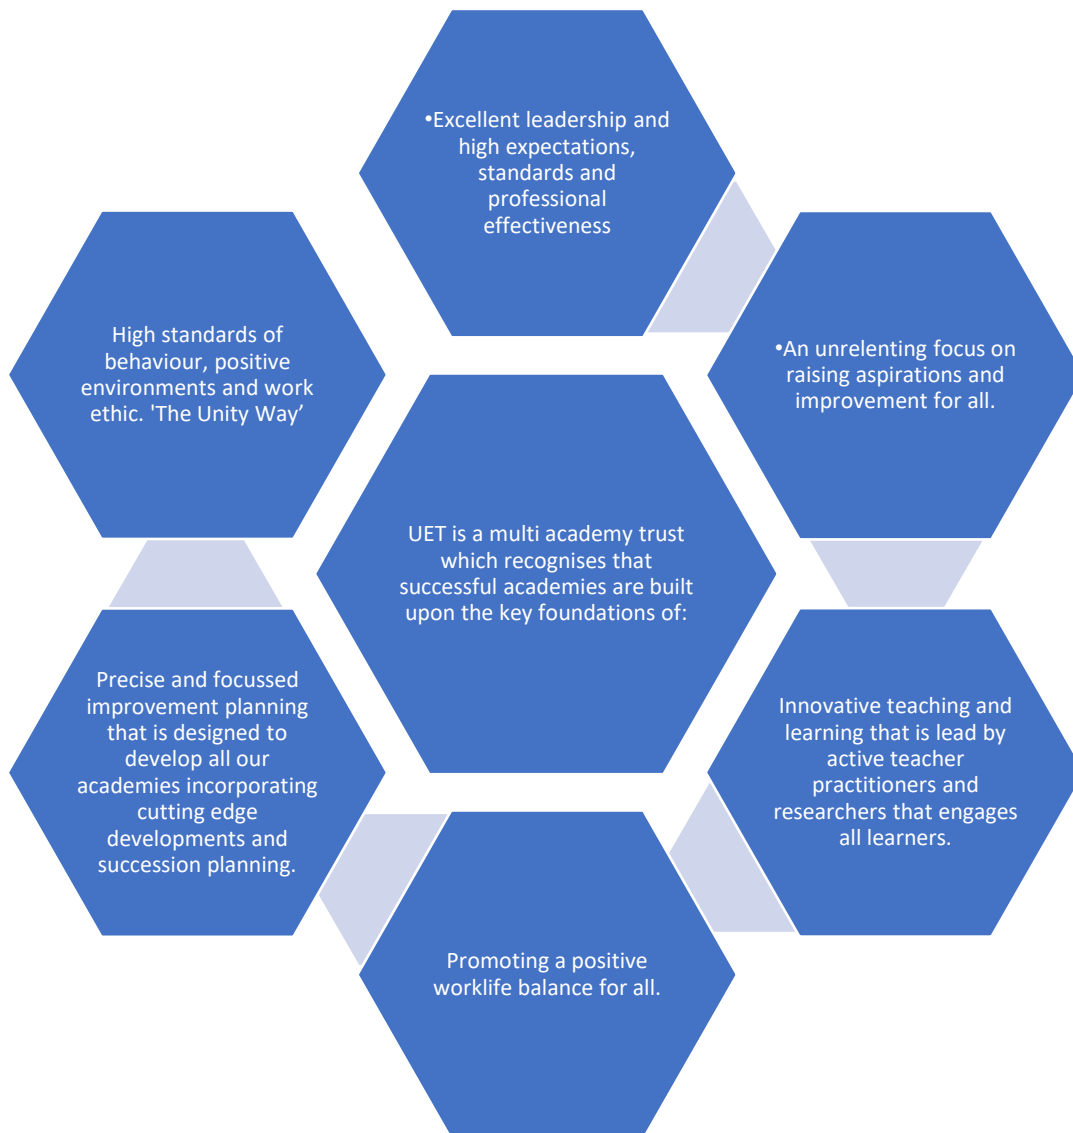 •Excellent leadership and
high expectations,
standards and
professional
effectiveness
•An unrelenting focus on
raising aspirations and
improvement for all.
Innovative teaching and
learning that is lead by
active teacher
practitioners and
researchers that engages
all learners.
Promoting a positive
worklife balance for all.
Precise and focussed
improvement planning
that is designed to
develop all our
academies incorporating
cutting edge
developments and
succession planning.
High standards of
behaviour, positive
environments and work
ethic. 'The Unity Way’
UET is a multi academy trust
which recognises that
successful academies are built
upon the key foundations of: